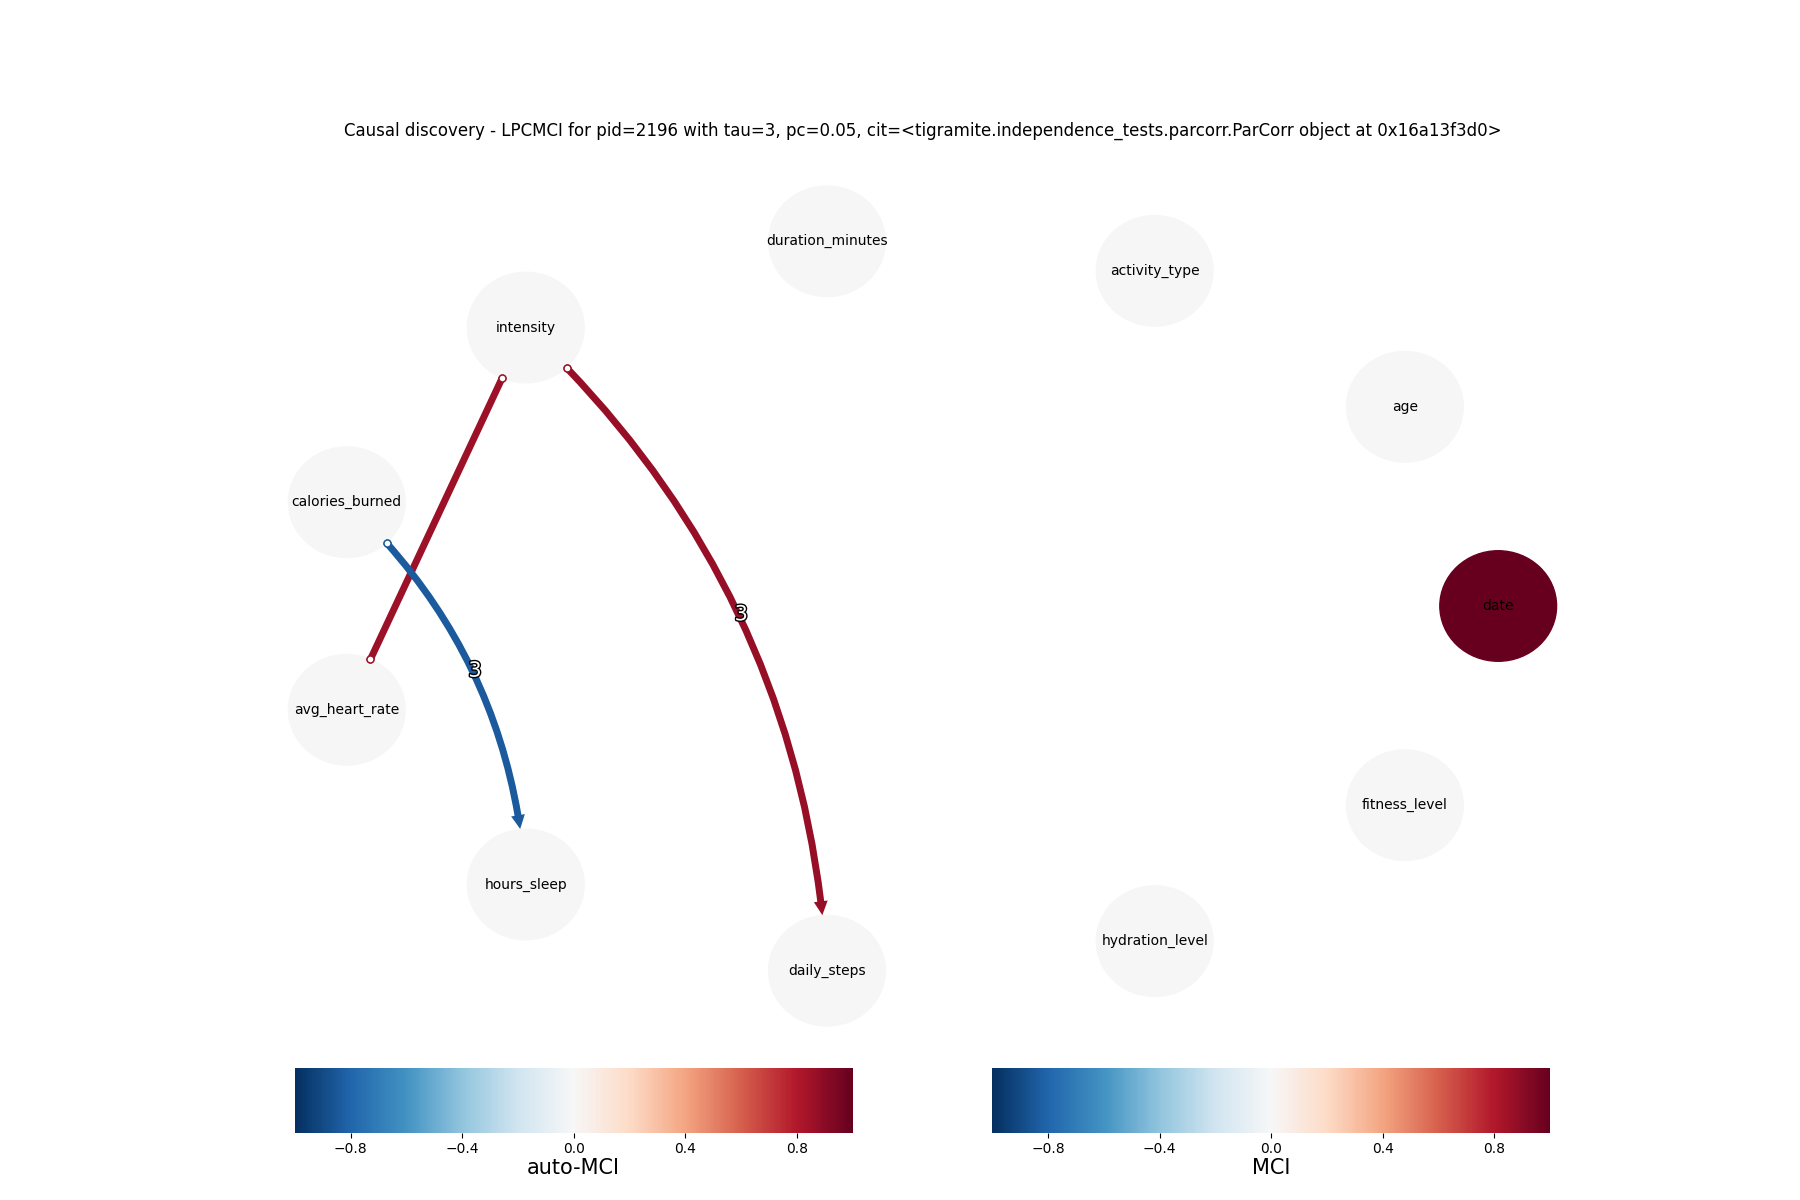 Causal discovery - LPCMCI for pid=2196 with tau=3, pc=0.05, cit=<tigramite.independence_tests.parcorr.ParCorr object at 0x16a13f3d0>
duration_minutes
activity_type
intensity
age
calories_burned
date
3
3
avg_heart_rate
fitness_level
hours_sleep
hydration_level
daily_steps
−0.8 −0.4 0.0 0.4 0.8
auto-MCI
−0.8 −0.4 0.0 0.4 0.8
MCI